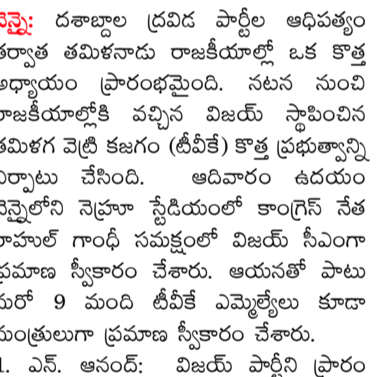 చెన్నై: దశాబ్దాల ద్రవిడ పార్టీల ఆధిపత్యం
తర్వాత తమిళనాడు రాజకీయాల్లో ఒక కొత్త
అధ్యాయం ప్రారంభమైంది. నటన నుంచి
రాజకీయాల్లోకి వచ్చిన విజయ్ స్థాపించిన
తమిళగ వెట్రి కజగం (టీవీకే) కొత్త ప్రభుత్వాన్ని
ఏర్పాటు చేసింది. ఆదివారం ఉదయం
చెన్నైలోని నెహ్రూ స్టేడియంలో కాంగ్రెస్ నేత
రాహుల్ గాంధీ సమక్షంలో విజయ్ సీఎంగా
ప్రమాణ స్వీకారం చేశారు. ఆయనతో పాటు
మరో 9 మంది టీవీకే ఎమ్మెల్యేలు కూడా
మంత్రులుగా ప్రమాణ స్వీకారం చేశారు.
1. ఎన్. ఆనంద్: విజయ్ పార్టీని ప్రారం